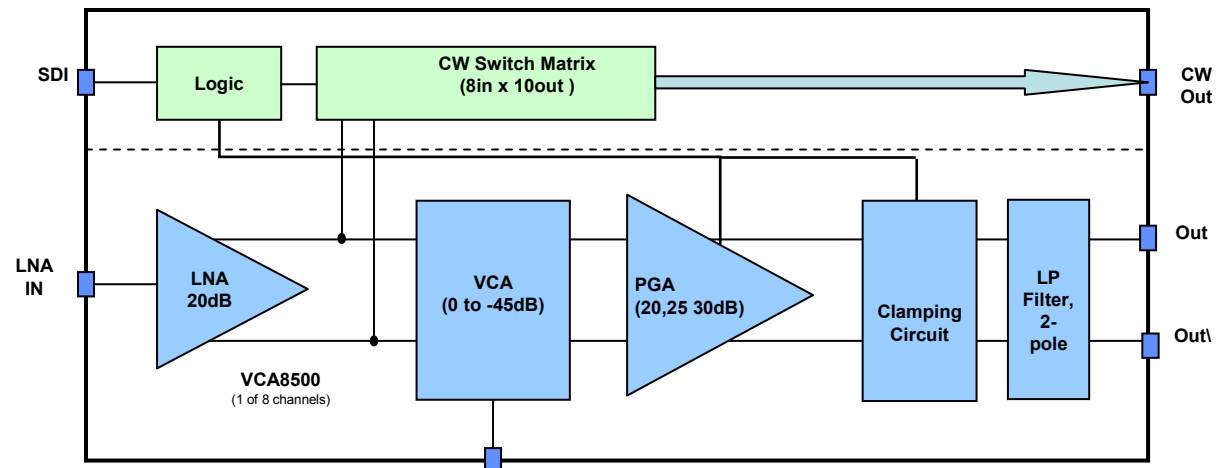 SDI
Logic
CW Switch Matrix
(8in x 10out )
CW
Out
LNA
IN
LNA
20dB
VCA
(0 to -45dB)
PGA
(20,25 30dB)
Clamping
Circuit
LP
Filter,
2-
pole
Out
Out\
VCA8500
(1 of 8 channels)